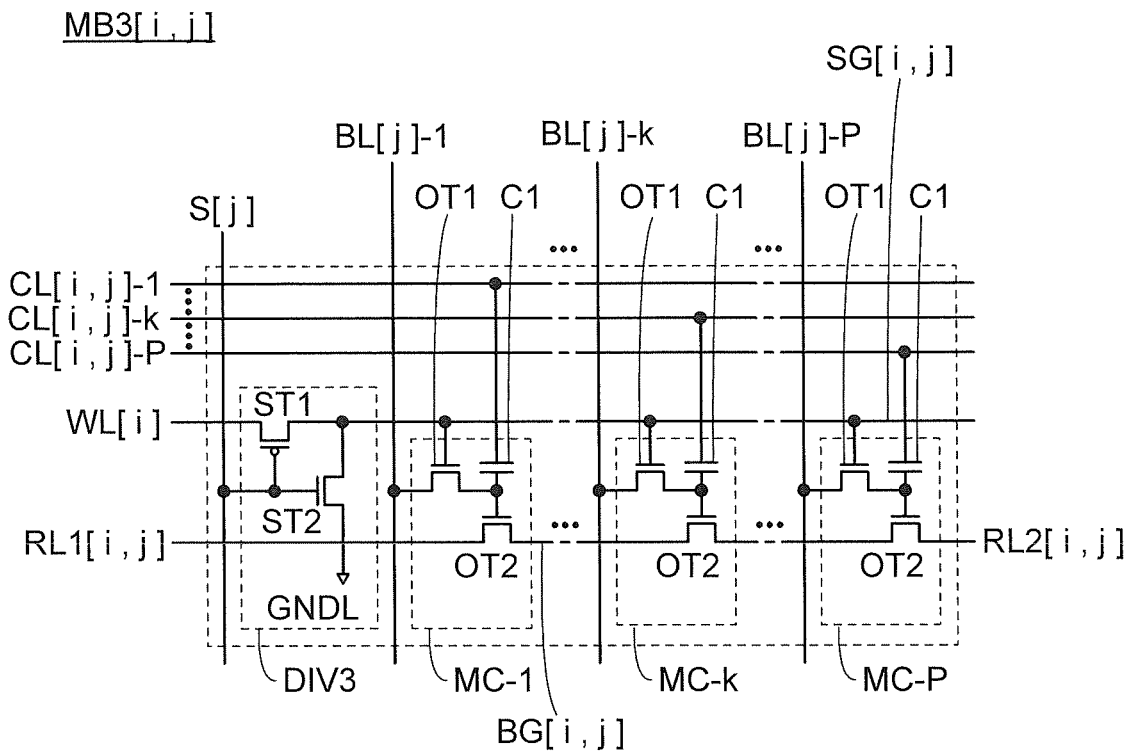 MB3[i,j]
SG[i,j]
BL[j]-1
BL[j]-k
BL[j]-P
S[j]
OT1
C1
OT1
C1
OT1
C1
CL[i,j]-1
CL[i,j]-k
CL[i,j]-P
WL[i]
ST1
ST2
RL1[i,j]
OT2
OT2
OT2
RL2[i,j]
GNDL
DIV3
MC-1
MC-k
MC-P
BG[i,j]